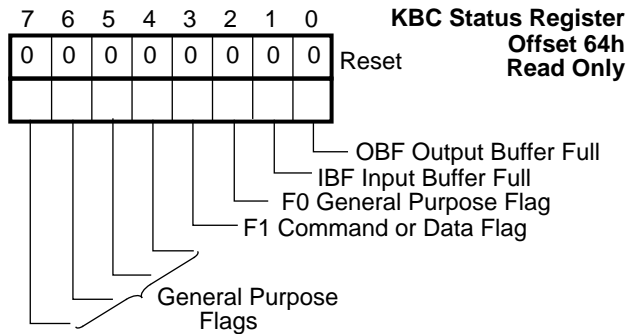 7 6 5 4 3 2 1 0
KBC Status Register
Offset 64h
Read Only
0 0 0 0 0 0 0 0 Reset
OBF Output Buffer Full
IBF Input Buffer Full
F0 General Purpose Flag
F1 Command or Data Flag
General Purpose
Flags